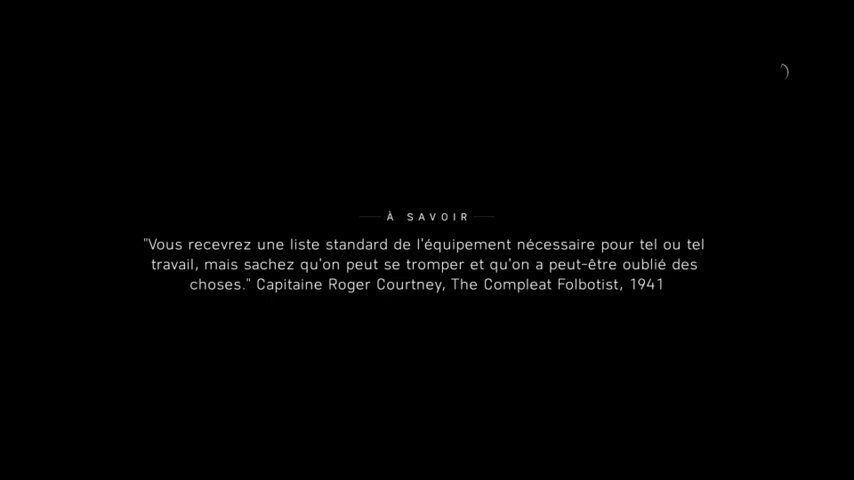 À SAVOIR
"Vous recevrez une liste standard de l'équipement nécessaire pour tel ou tel
travail, mais sachez qu'on peut se tromper et qu'on a peut-être oublié des
choses." Capitaine Roger Courtney, The Compleat Folbotist, 1941